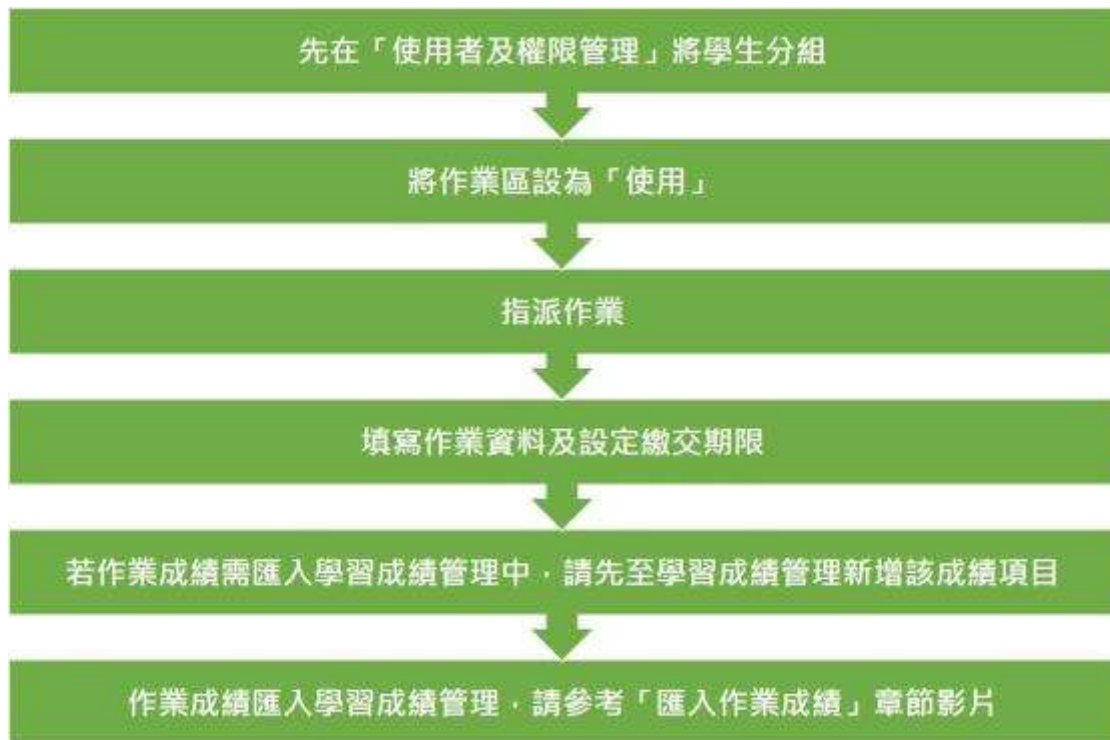 先在「使用者及權限管理」將學生分組
將作業區設為「使用」
指派作業
填寫作業資料及設定繳交期限
若作業成績需匯入學習成績管理中，請先至學習成績管理新增該成績項目
作業成績匯入學習成績管理，請參考「匯入作業成績」章節影片